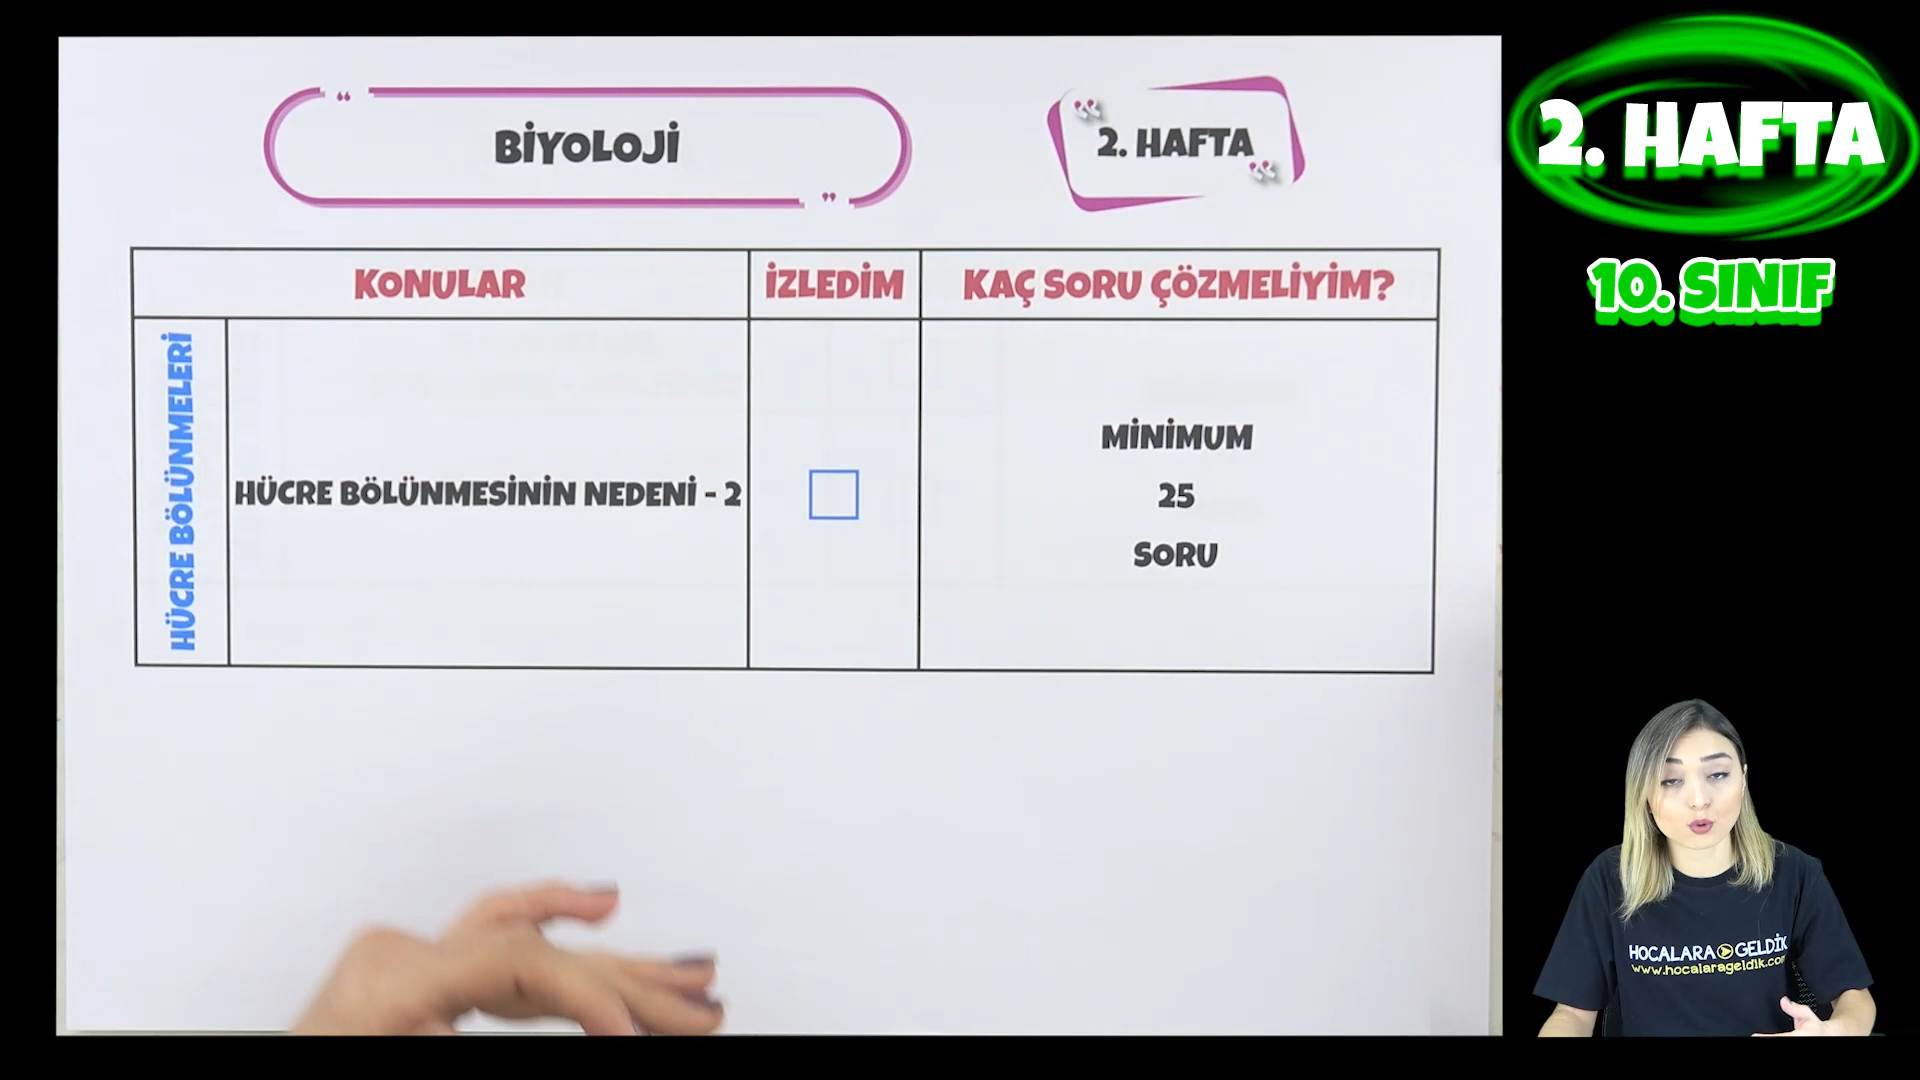 BİYOLOJİ
2. HAFTA
KONULAR
İZLEDİM
KAÇ SORU ÇÖZMELİYİM?
HÜCRE BÖLÜNMELERİ
HÜCRE BÖLÜNMESİNİN NEDENİ - 2
MİNİMUM
25
SORU
2. HAFTA
10. SINIF
HOCALARA GELDİK
www.hocalarageldik.com